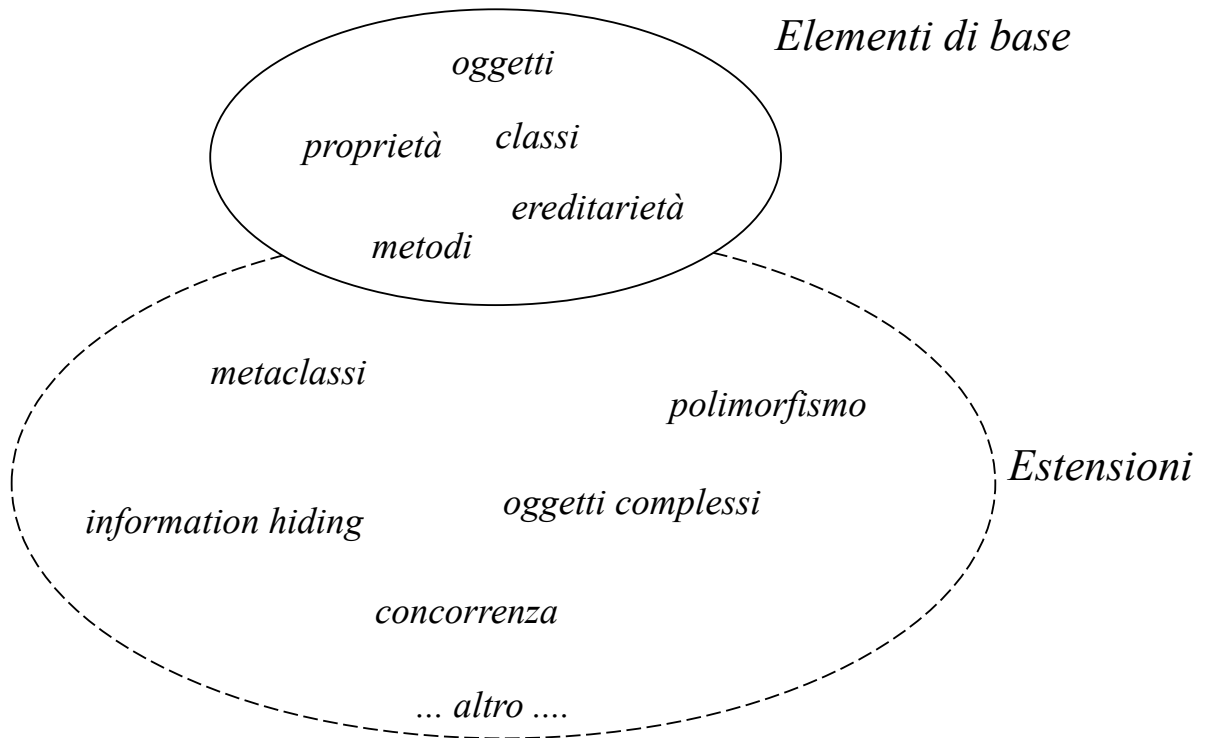 Elementi di base
oggetti
proprietà
classi
ereditarietà
metodi
metaclassi
polimorfismo
Estensioni
information hiding
oggetti complessi
concorrenza
... altro ....